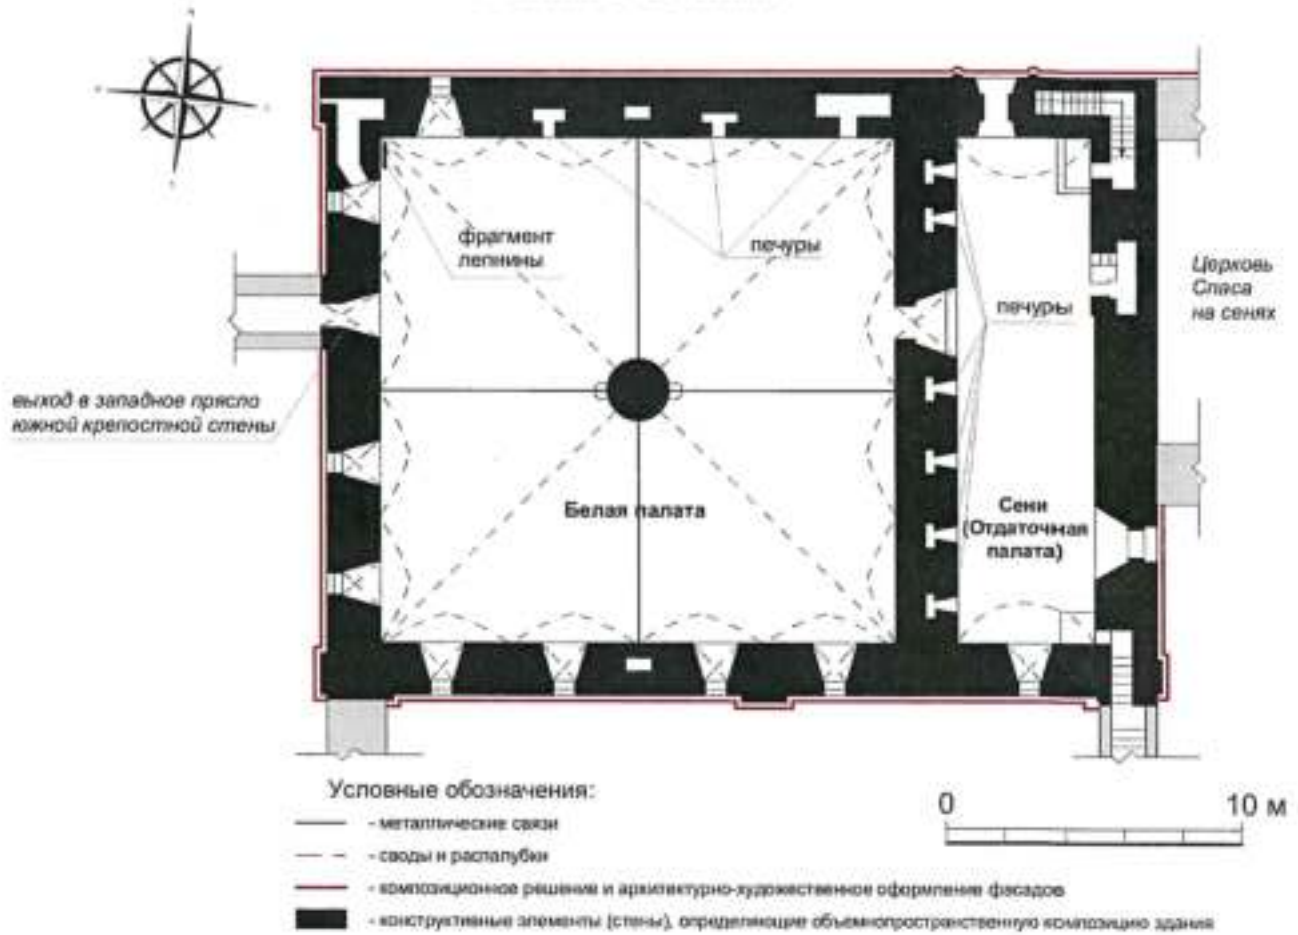 фрагмент
лепнины
печуры
печуры
Церковь
Спаса
на сенях
выход в западное прясло
южной крепостной стены
Белая палата
Сени
(Отдаточная
палата)
Условные обозначения:
- металлические связи
- своды и распалубки
- композиционное решение и архитектурно-художественное оформление фасадов
- конструктивные элементы (стены), определяющие объемнопространственную композицию здания
0 10 м